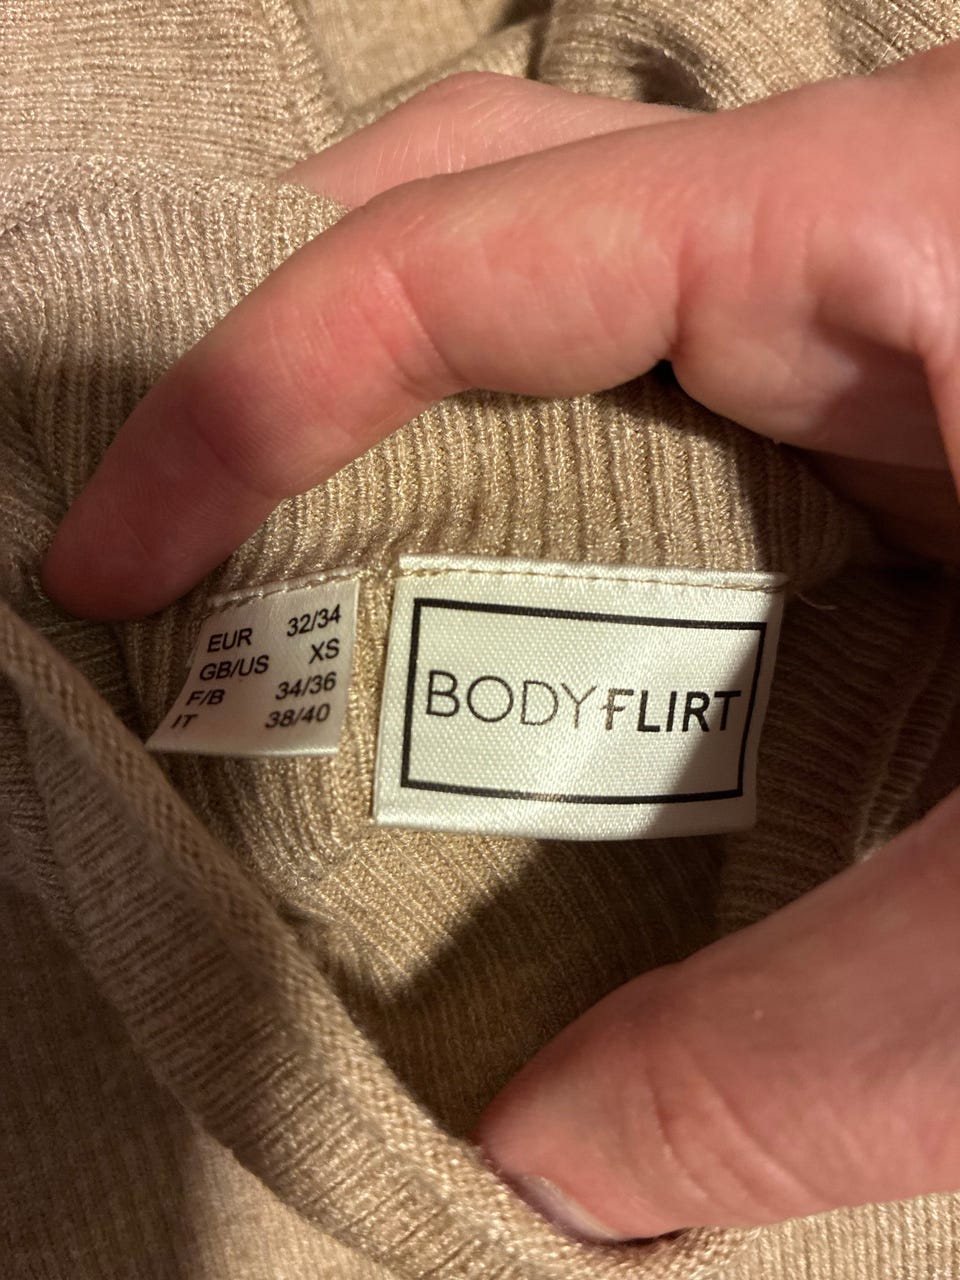 EUR 32/34
GB/US XS
F/B 34/36
IT 38/40
BODYFLIRT